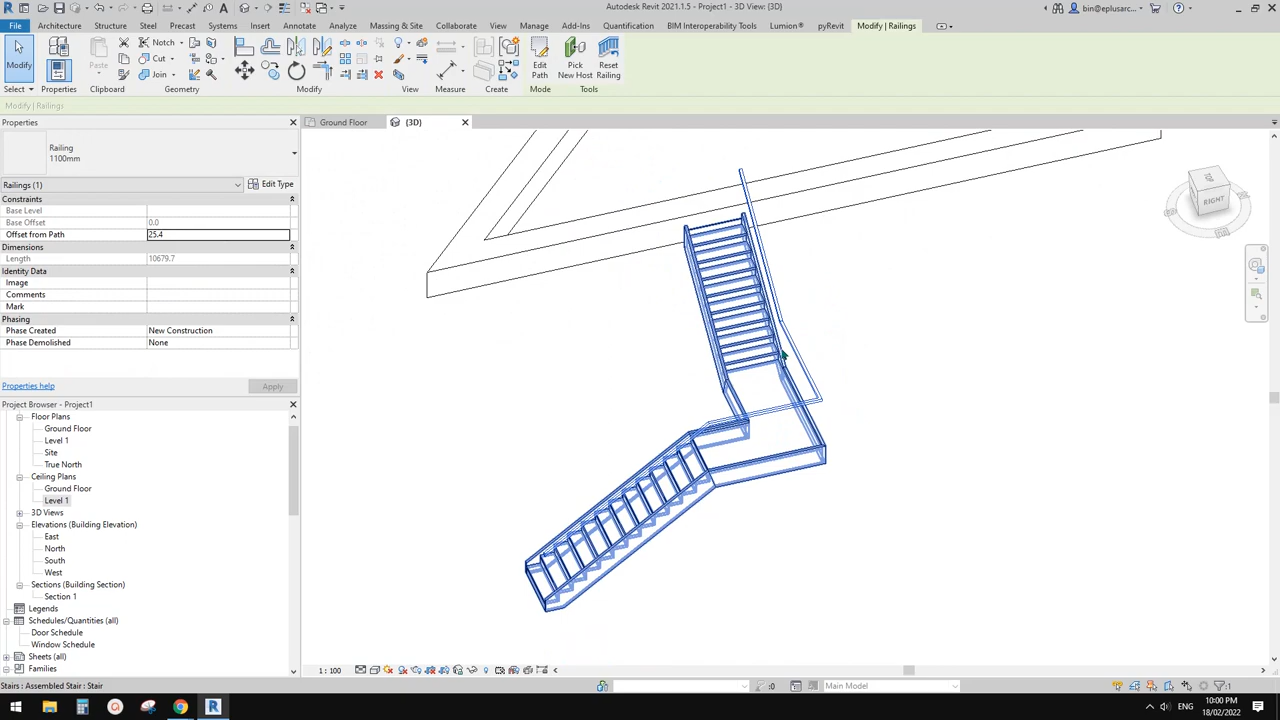 Autodesk Revit 2021.1.5 - Project1 - 3D View: {3D}
bin@eplusarc...
File
Architecture
Structure
Steel
Precast
Systems
Insert
Annotate
Analyze
Massing & Site
Collaborate
View
Manage
Add-Ins
Quantification
BIM Interoperability Tools
Lumion®
pyRevit
Modify | Railings
Modify
Paste
Notch
Cut
Join
Edit Path
Pick New Host
Reset Railing
Select
Properties
Clipboard
Geometry
Modify
View
Measure
Create
Mode
Tools
Modify | Railings
Properties
Ground Floor
{3D}
Railing
1100mm
Railings (1)
Edit Type
Constraints
Base Level
Base Offset 0.0
Offset from Path 25.4
Dimensions
Length 10679.7
Identity Data
Image
Comments
Mark
Phasing
Phase Created New Construction
Phase Demolished None
Properties help
Apply
Project Browser - Project1
Floor Plans
Ground Floor
Level 1
Site
True North
Ceiling Plans
Ground Floor
Level 1
3D Views
Elevations (Building Elevation)
East
North
South
West
Sections (Building Section)
Section 1
Legends
Schedules/Quantities (all)
Door Schedule
Window Schedule
Sheets (all)
Families
TOP
RIGHT
1 : 100
Stairs : Assembled Stair : Stair
:0
Main Model
:1
ENG
10:00 PM
18/02/2022